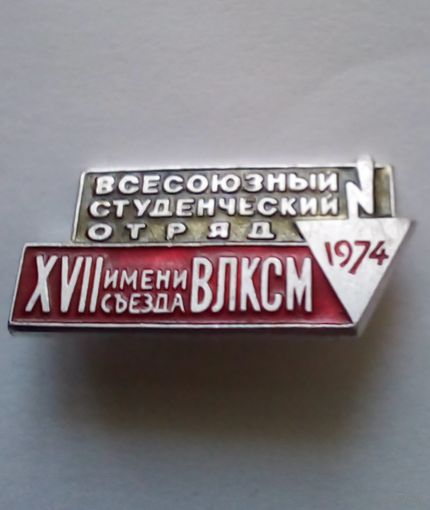 ВСЕСОЮЗНЫЙ
СТУДЕНЧЕСКИЙ
ОТРЯД
1974
XVII ИМЕНИ СЪЕЗДА ВЛКСМ